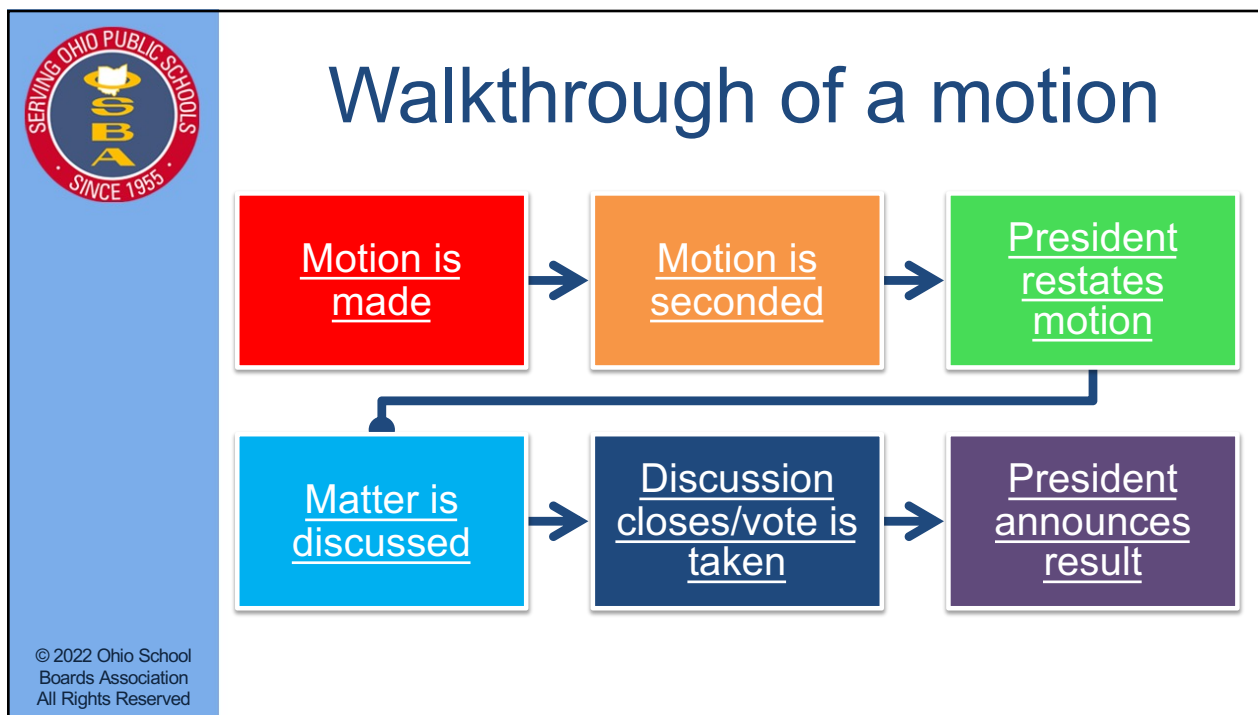 SERVING OHIO PUBLIC SCHOOLS
OSBA
· SINCE 1955 ·
Walkthrough of a motion
Motion is
made
Motion is
seconded
President
restates
motion
Matter is
discussed
Discussion
closes/vote is
taken
President
announces
result
© 2022 Ohio School
Boards Association
All Rights Reserved